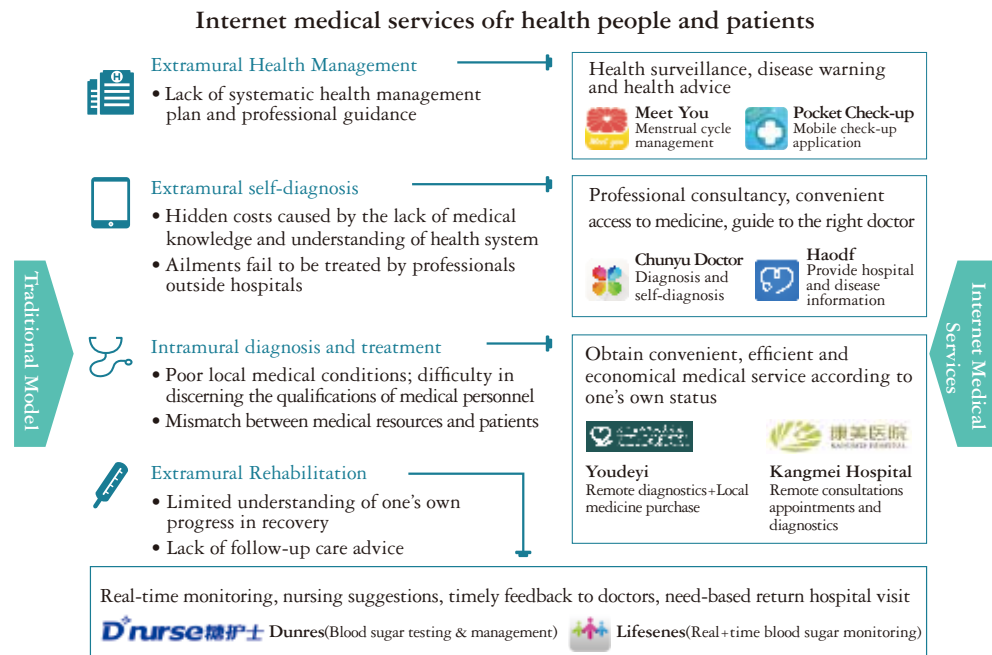 Internet medical services ofr health people and patients
Traditional Model
Extramural Health Management
• Lack of systematic health management
plan and professional guidance
Extramural self-diagnosis
• Hidden costs caused by the lack of medical
knowledge and understanding of health system
• Ailments fail to be treated by professionals
outside hospitals
Intramural diagnosis and treatment
• Poor local medical conditions; difficulty in
discerning the qualifications of medical personnel
• Mismatch between medical resources and patients
Extramural Rehabilitation
• Limited understanding of one's own
progress in recovery
• Lack of follow-up care advice
Health surveillance, disease warning
and health advice
Meet you
Meet You
Menstrual cycle
management
Pocket Check-up
Mobile check-up
application
Professional consultancy, convenient
access to medicine, guide to the right doctor
Chunyu Doctor
Diagnosis and
self-diagnosis
Haodf
Provide hospital
and disease
information
Obtain convenient, efficient and
economical medical service according to
one's own status
Youdeyi
Remote diagnostics+Local
medicine purchase
康美医院
KANGMEI HOSPITAL
Kangmei Hospital
Remote consultations
appointments and
diagnostics
Internet Medical
Services
Real-time monitoring, nursing suggestions, timely feedback to doctors, need-based return hospital visit
D'nurse糖护士 Dunres(Blood sugar testing & management)
Lifesenes(Real+time blood sugar monitoring)
H